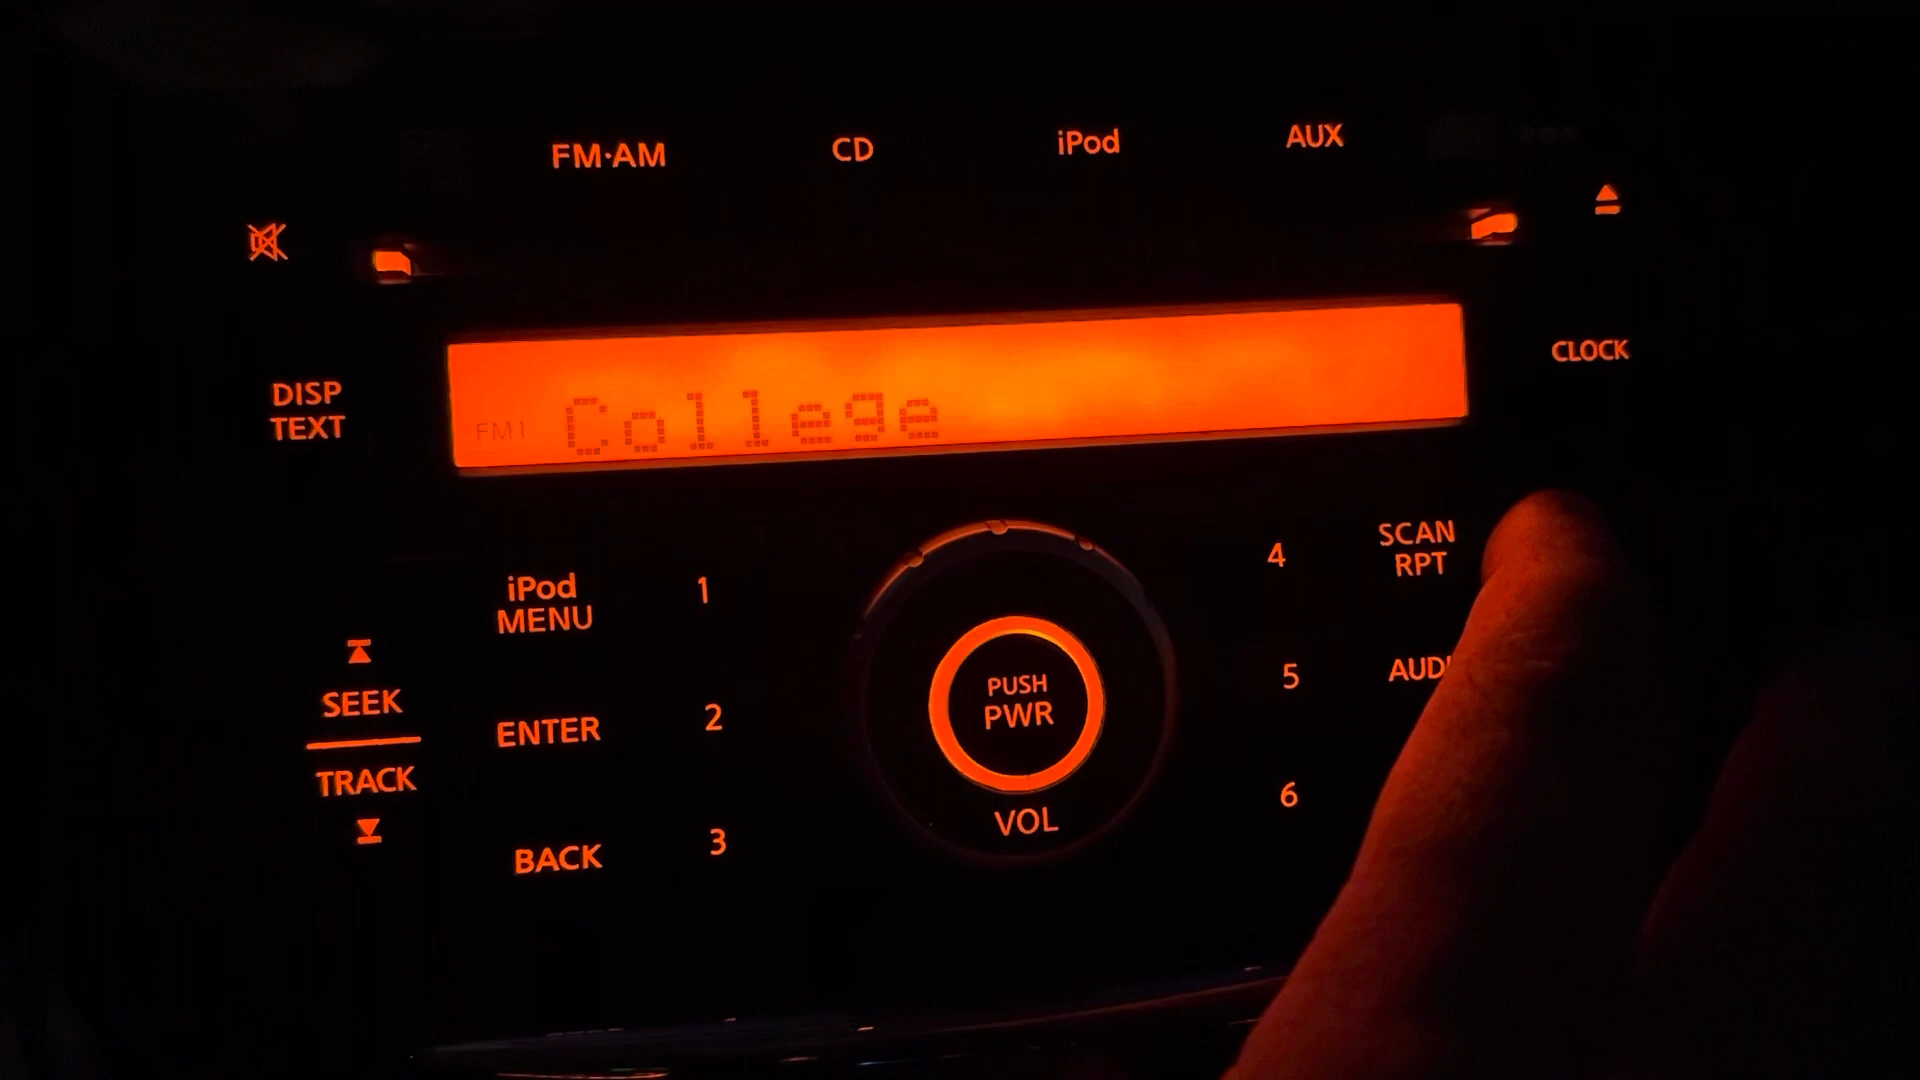 FM·AM
CD
iPod
AUX
DISP
TEXT
CLOCK
FM1
College
iPod
MENU
1
4
SCAN
RPT
SEEK
TRACK
ENTER
2
PUSH
PWR
5
AUDI
BACK
3
VOL
6